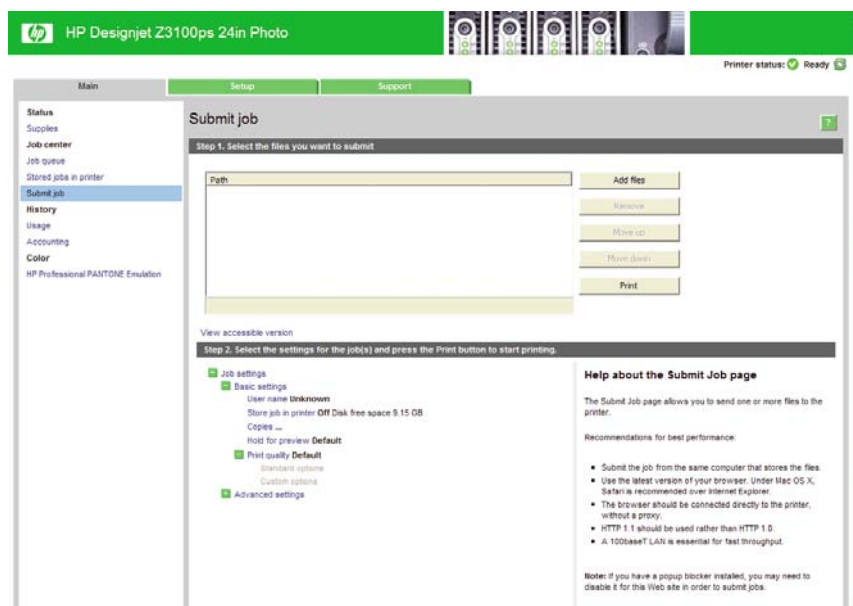 hp HP Designjet Z3100ps 24in Photo
Printer status: Ready
Main Setup Support
Status
Supplies
Job center
Job queue
Stored jobs in printer
Submit job
History
Usage
Accounting
Color
HP Professional PANTONE Emulation
Submit job
?
Step 1. Select the files you want to submit
Path
Add files
Remove
Move up
Move down
Print
View accessible version
Step 2. Select the settings for the job(s) and press the Print button to start printing.
Job settings
Basic settings
User name Unknown
Store job in printer Off Disk free space 9.15 GB
Copies ...
Hold for preview Default
Print quality Default
Standard options
Custom options
Advanced settings
Help about the Submit Job page
The Submit Job page allows you to send one or more files to the
printer.
Recommendations for best performance:
Submit the job from the same computer that stores the files.
Use the latest version of your browser. Under Mac OS X,
Safari is recommended over Internet Explorer.
The browser should be connected directly to the printer,
without a proxy.
HTTP 1.1 should be used rather than HTTP 1.0.
A 100baseT LAN is essential for fast throughput.
Note: If you have a popup blocker installed, you may need to
disable it for this Web site in order to submit jobs.